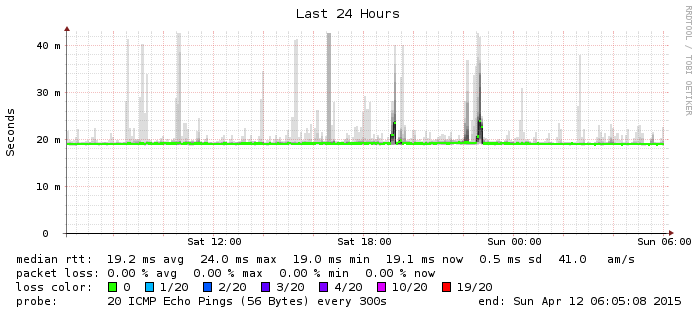 Last 24 Hours
RRDTOOL / TOBI OETIKER
Seconds
40 m
30 m
20 m
10 m
0
Sat 12:00 Sat 18:00 Sun 00:00 Sun 06:00
median rtt: 19.2 ms avg 24.0 ms max 19.0 ms min 19.1 ms now 0.5 ms sd 41.0 am/s
packet loss: 0.00 % avg 0.00 % max 0.00 % min 0.00 % now
loss color: 0 1/20 2/20 3/20 4/20 10/20 19/20
probe: 20 ICMP Echo Pings (56 Bytes) every 300s end: Sun Apr 12 06:05:08 2015